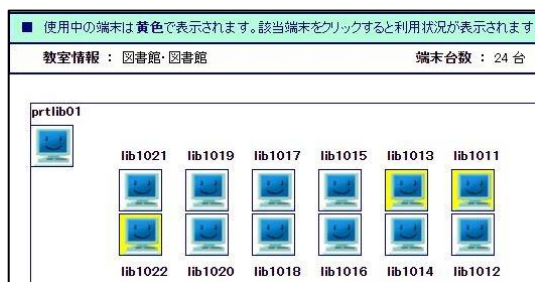 ■ 使用中の端末は黄色で表示されます。該当端末をクリックすると利用状況が表示されます
教室情報 : 図書館・図書館 端末台数 : 24 台
prtlib01
lib1021 lib1019 lib1017 lib1015 lib1013 lib1011
lib1022 lib1020 lib1018 lib1016 lib1014 lib1012